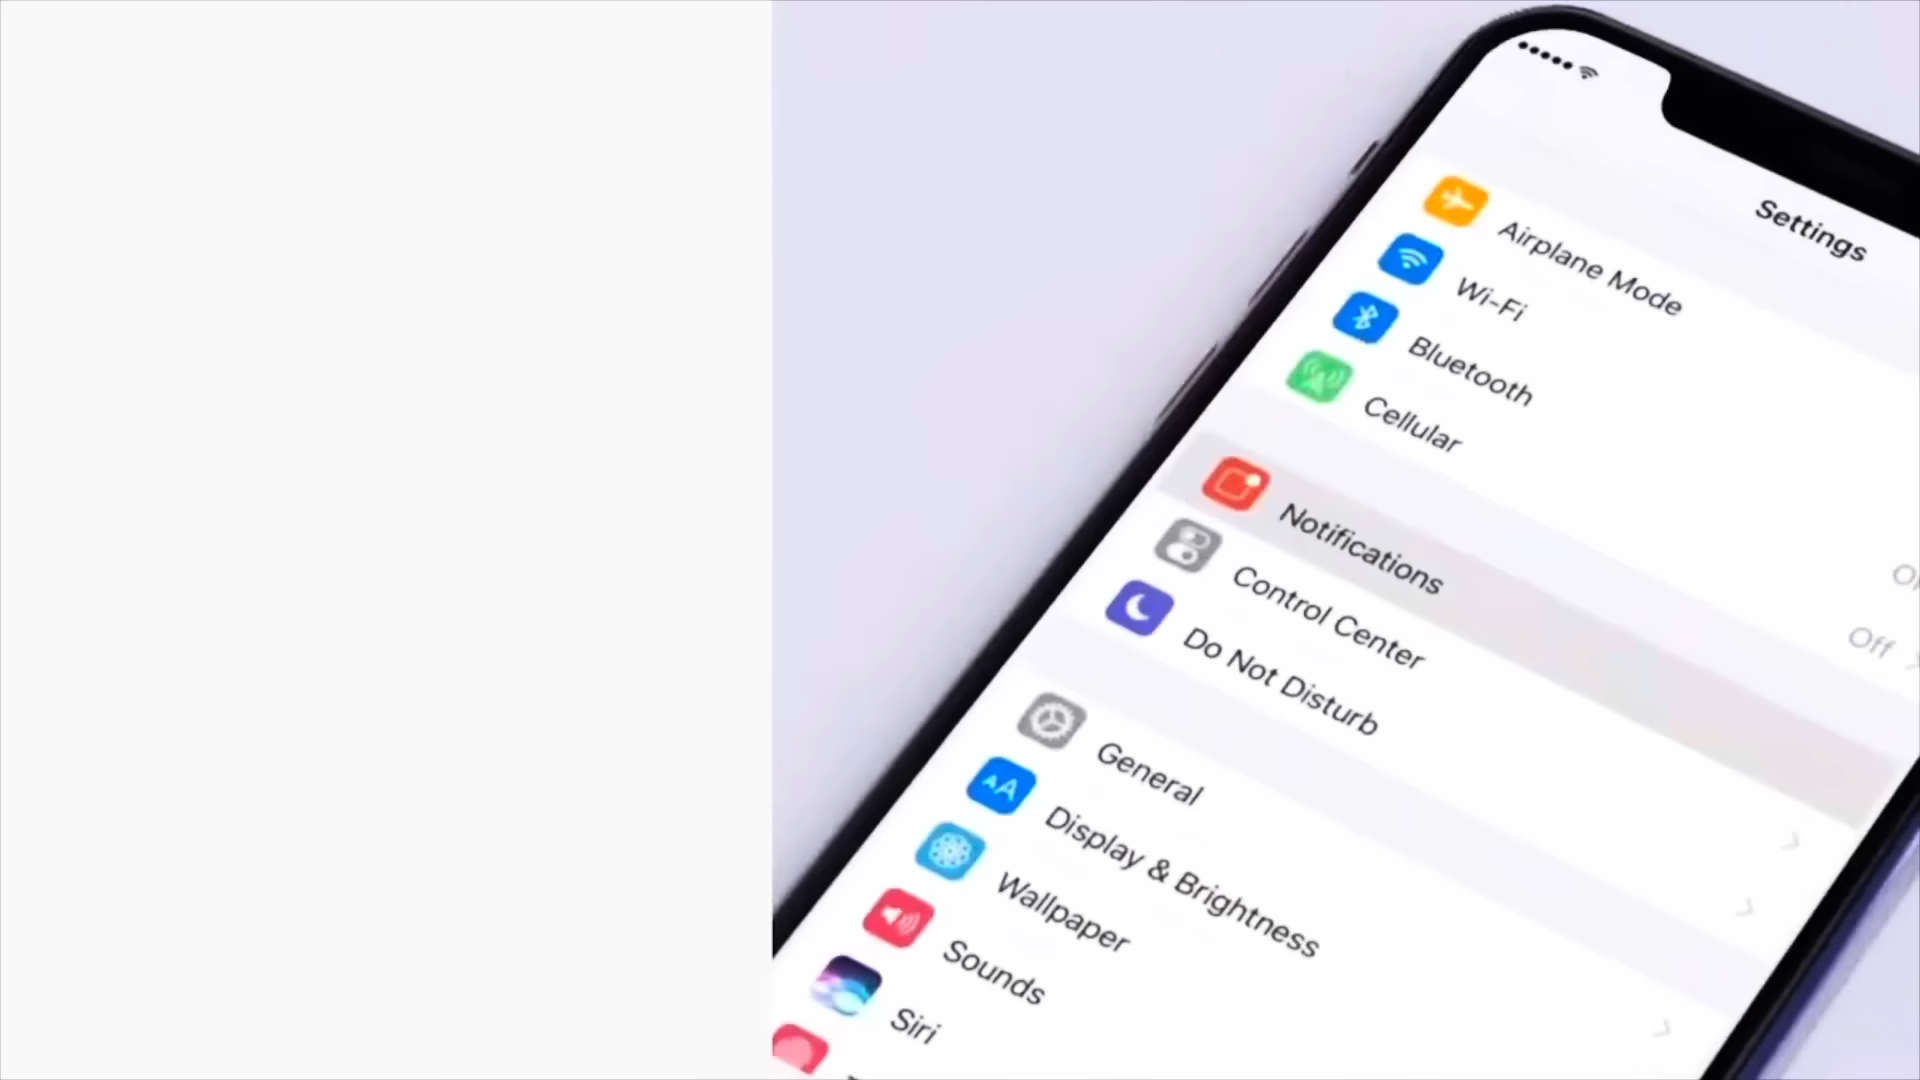 Settings
Airplane Mode
Wi-Fi
Bluetooth
Cellular
Off
Notifications
Control Center
Do Not Disturb
General
AA
Display & Brightness
Wallpaper
Sounds
Siri